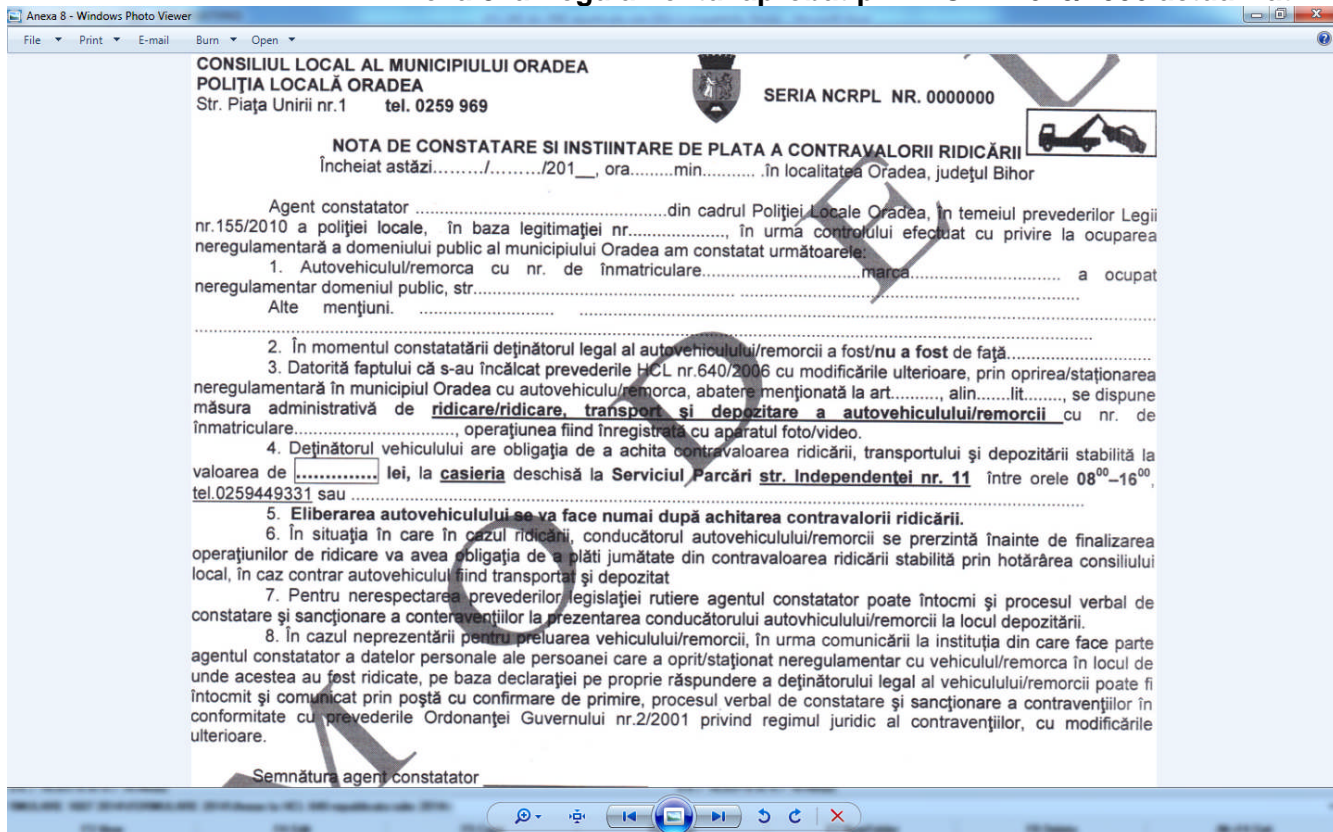 Anexa 8 - Windows Photo Viewer
File Print E-mail Burn Open
CONSILIUL LOCAL AL MUNICIPIULUI ORADEA
POLIŢIA LOCALĂ ORADEA
Str. Piaţa Unirii nr.1 tel. 0259 969
SERIA NCRPL NR. 0000000
NOTA DE CONSTATARE SI INSTIINTARE DE PLATA A CONTRAVALORII RIDICĂRII
Încheiat astăzi........./........./201__, ora.........min........... .în localitatea Oradea, judeţul Bihor
Agent constatator ...........................................din cadrul Poliţiei Locale Oradea, în temeiul prevederilor Legii
nr.155/2010 a poliţiei locale, în baza legitimaţiei nr.................., în urma controlului efectuat cu privire la ocuparea
neregulamentară a domeniului public al municipiului Oradea am constatat următoarele:
1. Autovehiculul/remorca cu nr. de înmatriculare............................marca............................ a ocupat
neregulamentar domeniul public, str................................................
Alte menţiuni. ......................... ................................................
................................................
2. În momentul constatatării deţinătorul legal al autovehiculului/remorcii a fost/nu a fost de faţă..........................
3. Datorită faptului că s-au încălcat prevederile HCL nr.640/2006 cu modificările ulterioare, prin oprirea/staţionarea
neregulamentară în municipiul Oradea cu autovehiculu/remorca, abatere menţionată la art........., alin.......lit......., se dispune
măsura administrativă de ridicare/ridicare, transport şi depozitare a autovehiculului/remorcii cu nr. de
înmatriculare............................, operaţiunea fiind înregistrată cu aparatul foto/video.
4. Deţinătorul vehiculului are obligaţia de a achita contravaloarea ridicării, transportului şi depozitării stabilită la
valoarea de ............. lei, la casieria deschisă la Serviciul Parcări str. Independenţei nr. 11 între orele 08⁰⁰–16⁰⁰,
tel.0259449331 sau ................................................
5. Eliberarea autovehiculului se va face numai după achitarea contravalorii ridicării.
6. În situaţia în care în cazul ridicării, conducătorul autovehiculului/remorcii se prerzintă înainte de finalizarea
operaţiunilor de ridicare va avea obligaţia de a plăti jumătate din contravaloarea ridicării stabilită prin hotărârea consiliului
local, în caz contrar autovehiculul fiind transportat şi depozitat
7. Pentru nerespectarea prevederilor legislaţiei rutiere agentul constatator poate întocmi şi procesul verbal de
constatare şi sancţionare a conteravenţiilor la prezentarea conducătorului autovhiculului/remorcii la locul depozitării.
8. În cazul neprezentării pentru preluarea vehiculului/remorcii, în urma comunicării la instituţia din care face parte
agentul constatator a datelor personale ale persoanei care a oprit/staţionat neregulamentar cu vehiculul/remorca în locul de
unde acestea au fost ridicate, pe baza declaraţiei pe proprie răspundere a deţinătorului legal al vehiculului/remorcii poate fi
întocmit şi comunicat prin poştă cu confirmare de primire, procesul verbal de constatare şi sancţionare a contravenţiilor în
conformitate cu prevederile Ordonanţei Guvernului nr.2/2001 privind regimul juridic al contravenţiilor, cu modificările
ulterioare.
Semnătura agent constatator
MODEL